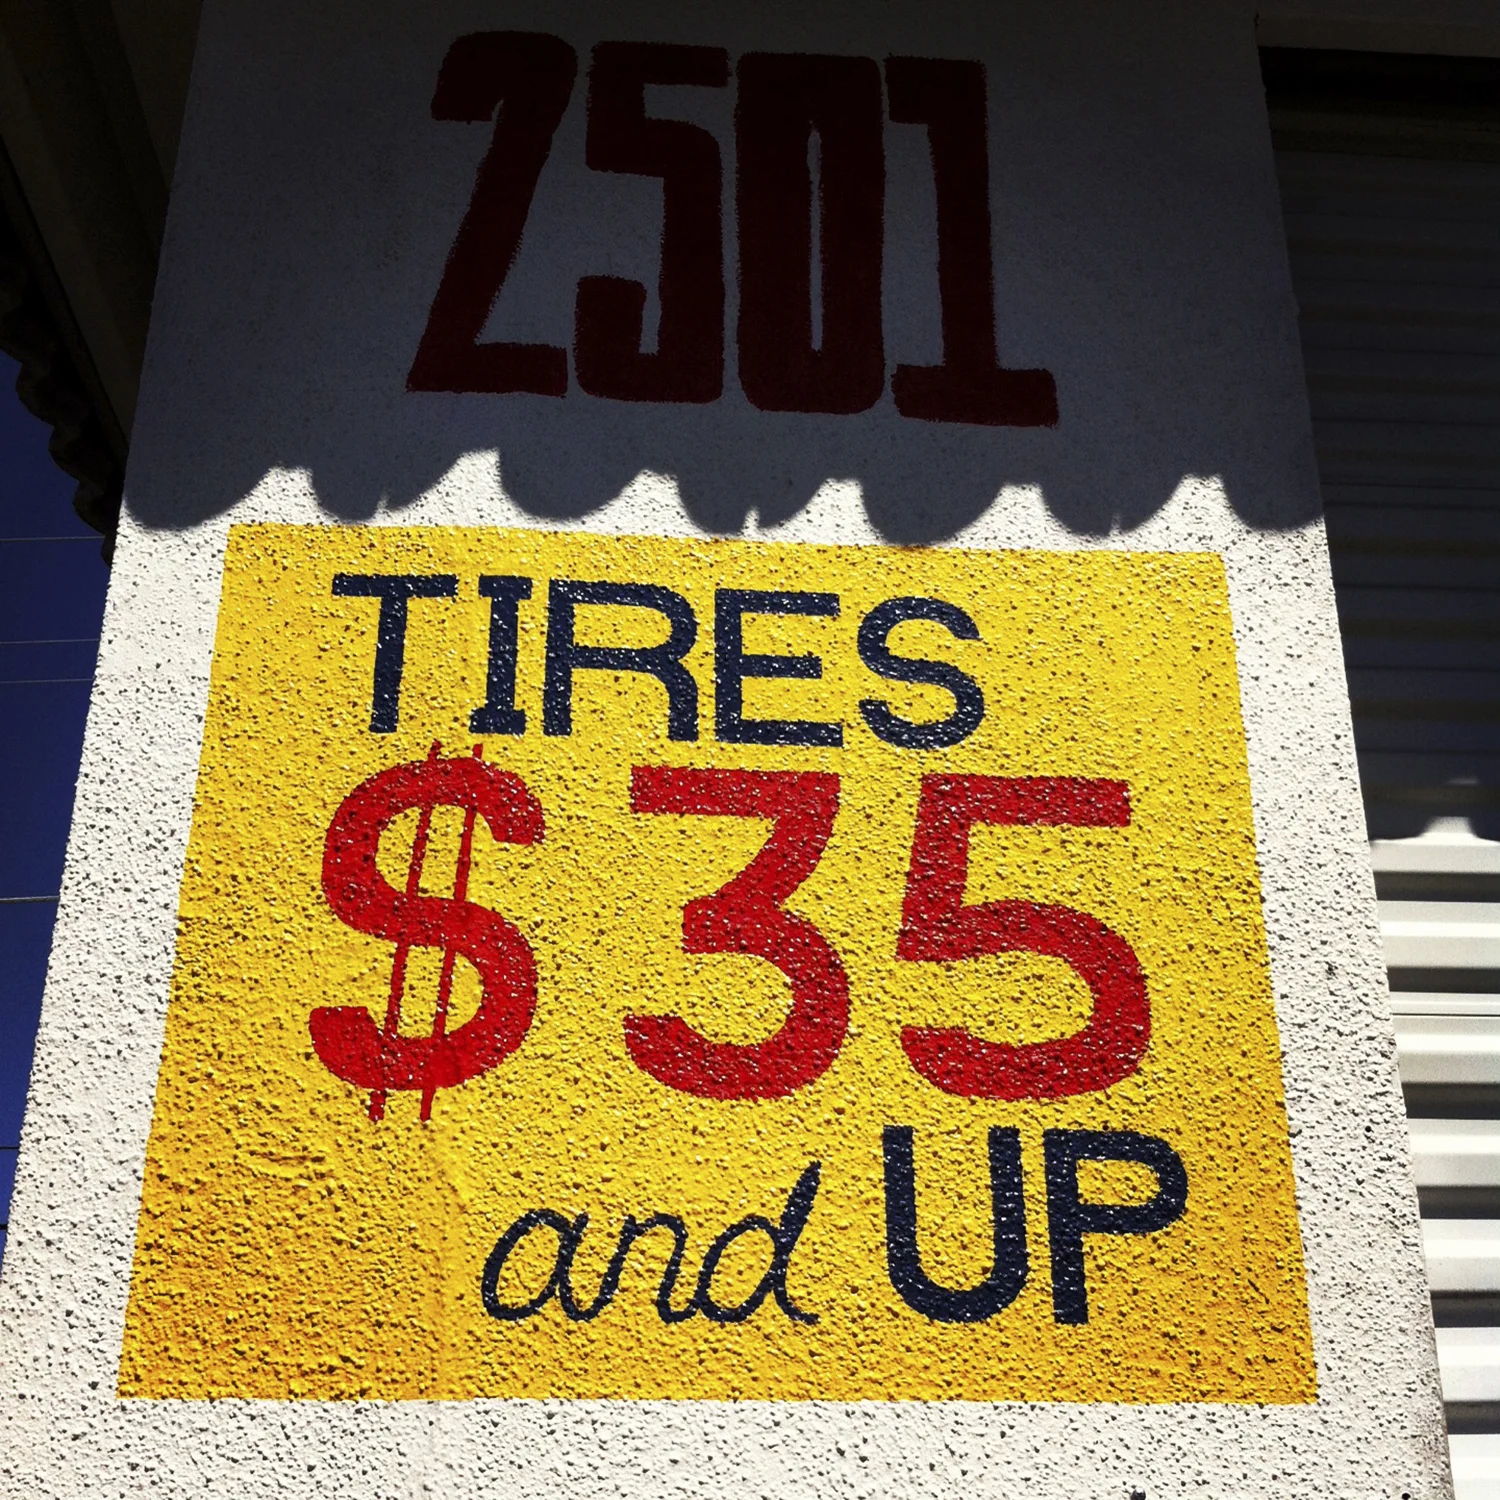 2501
TIRES
$35
and UP